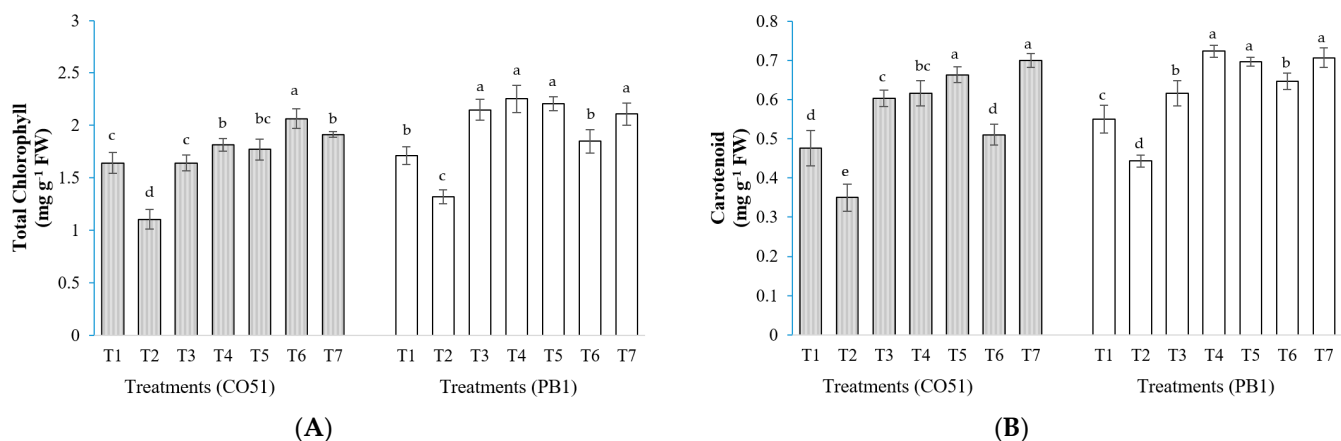 3
2.5
2
1.5
1
0.5
0
Total Chlorophyll
(mg g-1 FW)
c
d
c
b
bc
a
b
b
c
a
a
a
b
a
T1 T2 T3 T4 T5 T6 T7 T1 T2 T3 T4 T5 T6 T7
Treatments (CO51) Treatments (PB1)
(A)
0.8
0.7
0.6
0.5
0.4
0.3
0.2
0.1
0
Carotenoid
(mg g-1 FW)
d
e
c
bc
a
d
a
c
d
b
a
a
b
a
T1 T2 T3 T4 T5 T6 T7 T1 T2 T3 T4 T5 T6 T7
Treatments (CO51) Treatments (PB1)
(B)